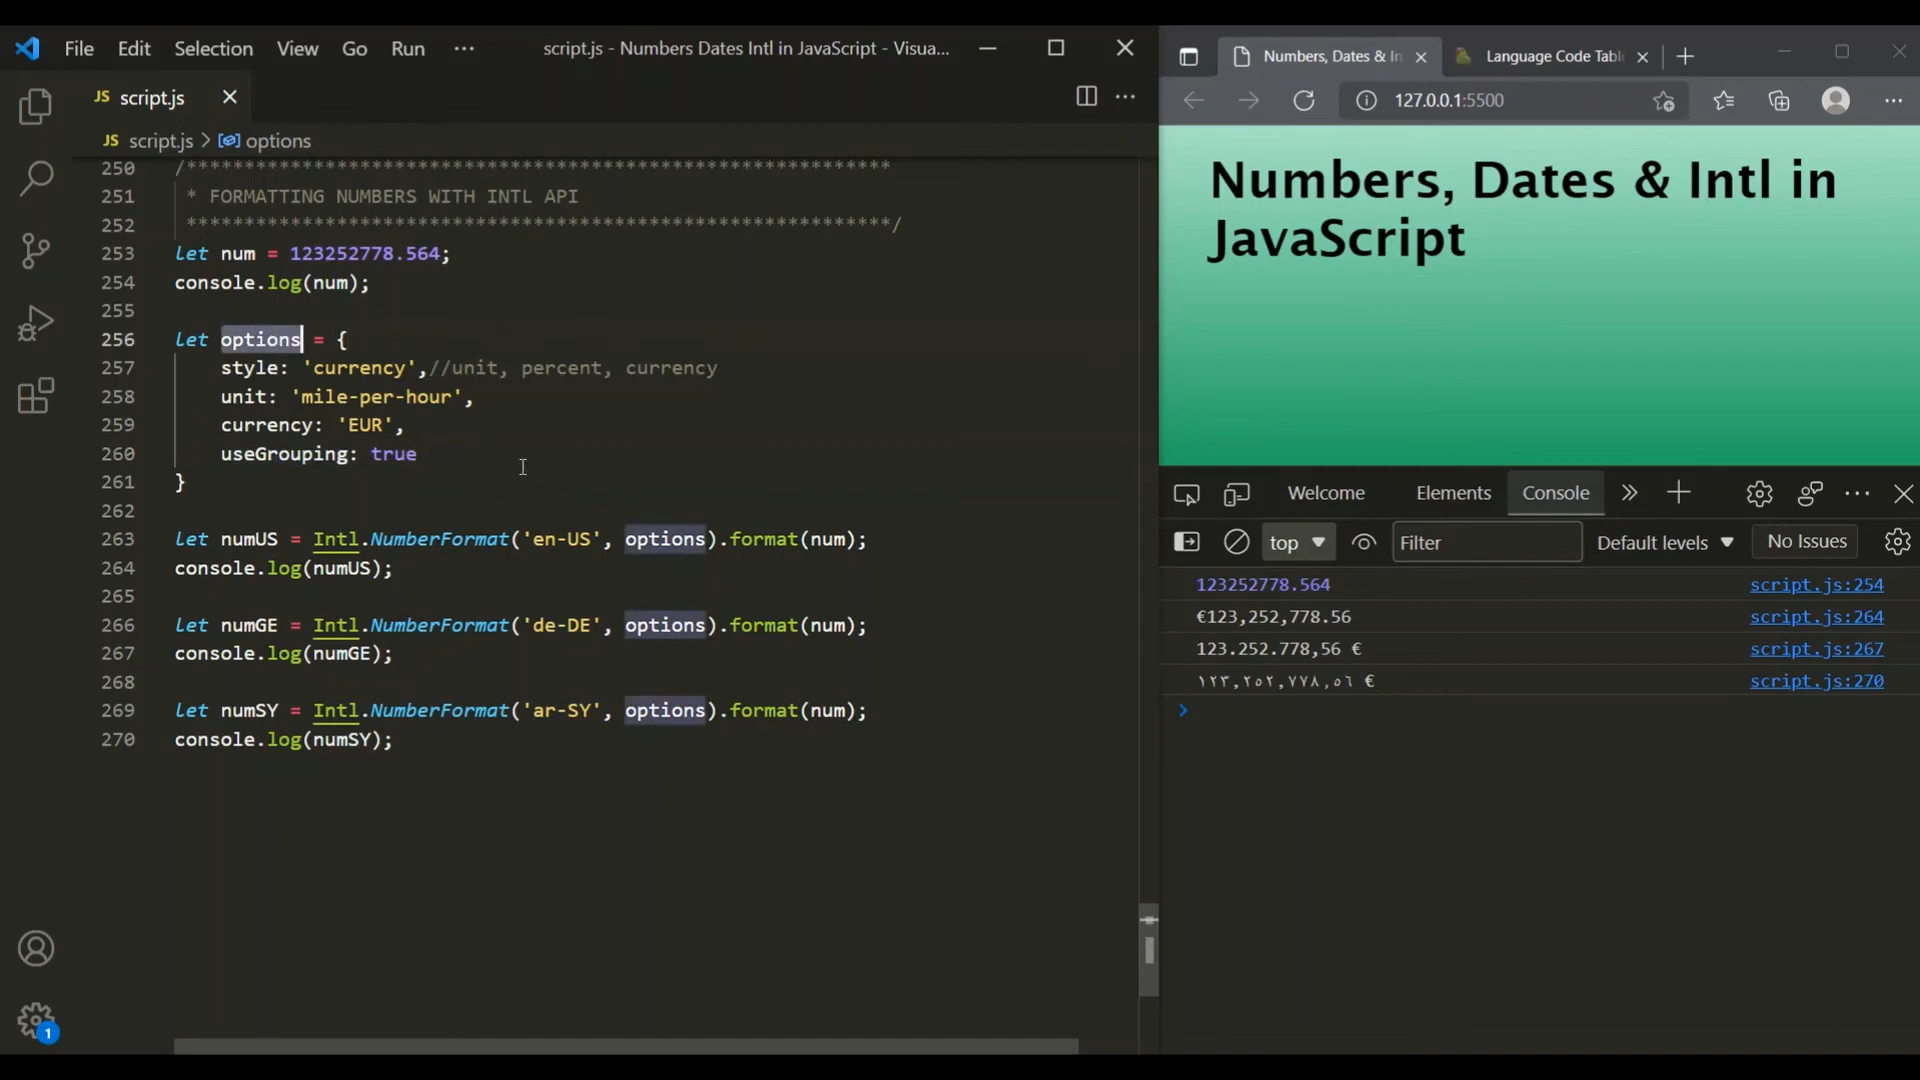 File Edit Selection View Go Run ··· script.js - Numbers Dates Intl in JavaScript - Visua...
JS script.js
JS script.js > options
250 /*************************************************************
251 * FORMATTING NUMBERS WITH INTL API
252 *************************************************************/
253 let num = 123252778.564;
254 console.log(num);
255
256 let options = {
257 style: 'currency',//unit, percent, currency
258 unit: 'mile-per-hour',
259 currency: 'EUR',
260 useGrouping: true
261 }
262
263 let numUS = Intl.NumberFormat('en-US', options).format(num);
264 console.log(numUS);
265
266 let numGE = Intl.NumberFormat('de-DE', options).format(num);
267 console.log(numGE);
268
269 let numSY = Intl.NumberFormat('ar-SY', options).format(num);
270 console.log(numSY);
1
Numbers, Dates & In Language Code Tabl
127.0.0.1:5500
Numbers, Dates & Intl in
JavaScript
Welcome Elements Console
top Filter Default levels No Issues
123252778.564 script.js:254
€123,252,778.56 script.js:264
123.252.778,56 € script.js:267
١٢٣,٢٥٢,٧٧٨,٥٦ € script.js:270